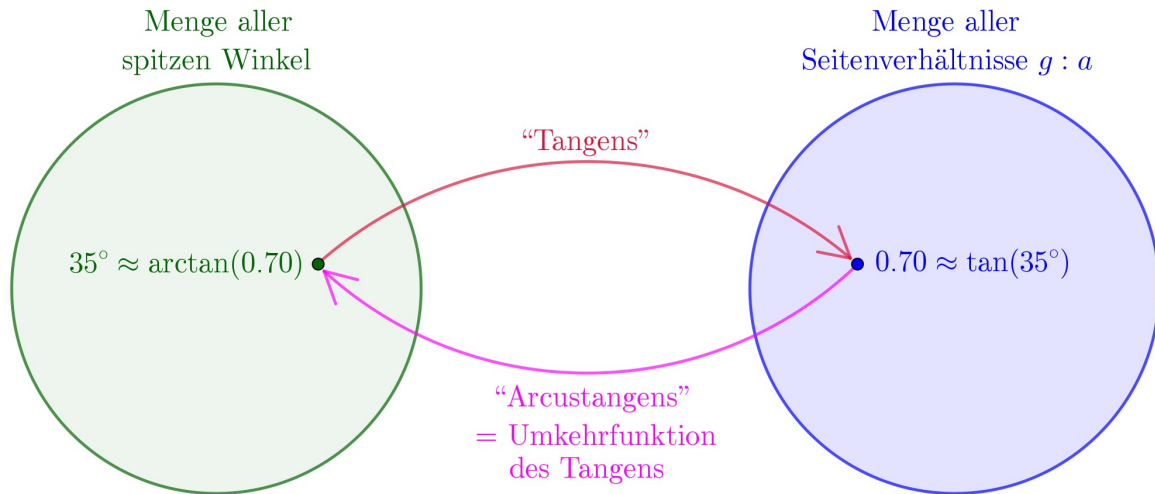 Menge aller
spitzen Winkel
Menge aller
Seitenverhältnisse g : a
“Tangens”
35° ≈ arctan(0.70)
0.70 ≈ tan(35°)
“Arcustangens”
= Umkehrfunktion
des Tangens